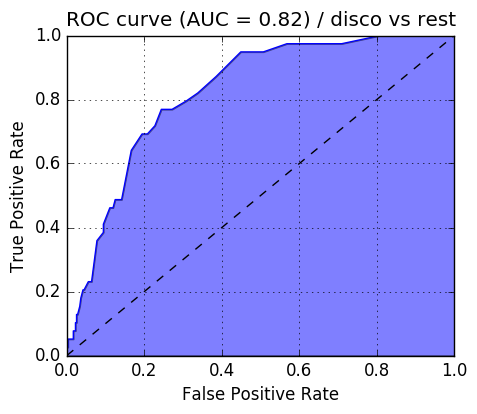 ROC curve (AUC = 0.82) / disco vs rest
1.0
0.8
0.6
0.4
0.2
0.0
True Positive Rate
0.0 0.2 0.4 0.6 0.8 1.0
False Positive Rate